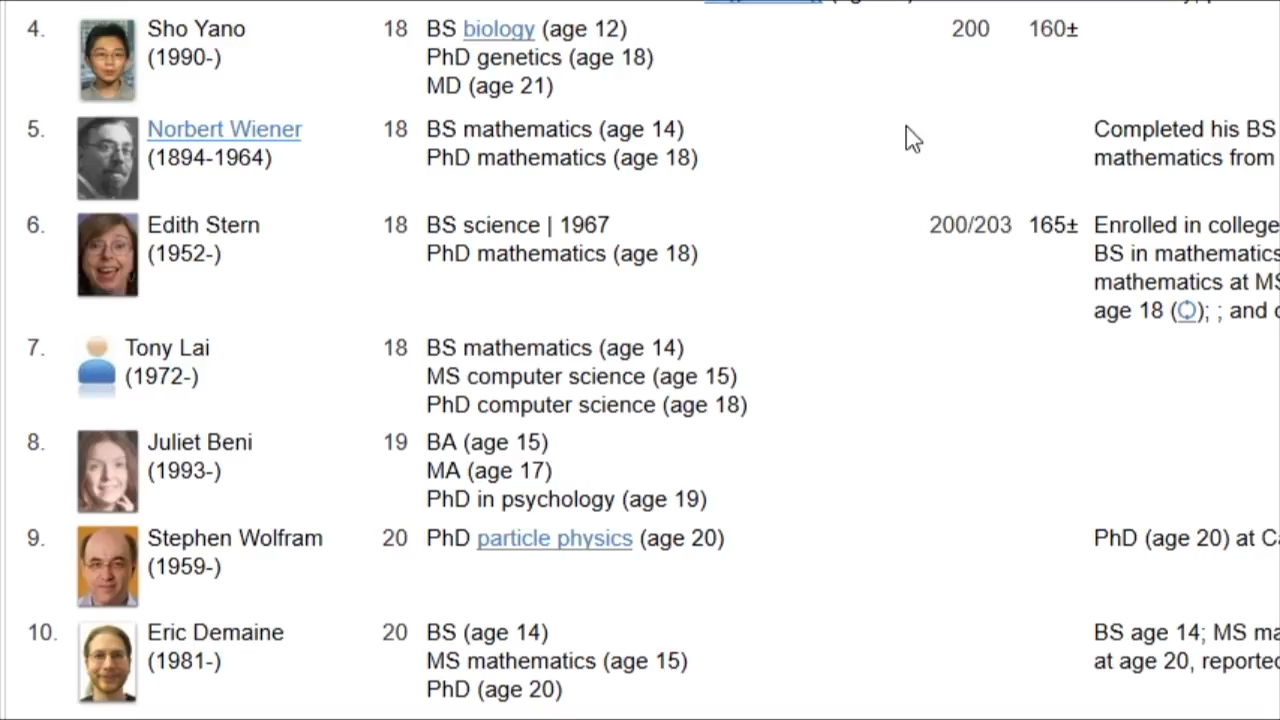 4. Sho Yano 18 BS biology (age 12) 200 160±
(1990-) PhD genetics (age 18)
MD (age 21)
5. Norbert Wiener 18 BS mathematics (age 14) Completed his BS
(1894-1964) PhD mathematics (age 18) mathematics from
6. Edith Stern 18 BS science | 1967 200/203 165± Enrolled in college
(1952-) PhD mathematics (age 18) BS in mathematics
mathematics at MS
age 18 ( ); ; and
7. Tony Lai 18 BS mathematics (age 14)
(1972-) MS computer science (age 15)
PhD computer science (age 18)
8. Juliet Beni 19 BA (age 15)
(1993-) MA (age 17)
PhD in psychology (age 19)
9. Stephen Wolfram 20 PhD particle physics (age 20) PhD (age 20) at
(1959-)
10. Eric Demaine 20 BS (age 14) BS age 14; MS
(1981-) MS mathematics (age 15) at age 20, reported
PhD (age 20)